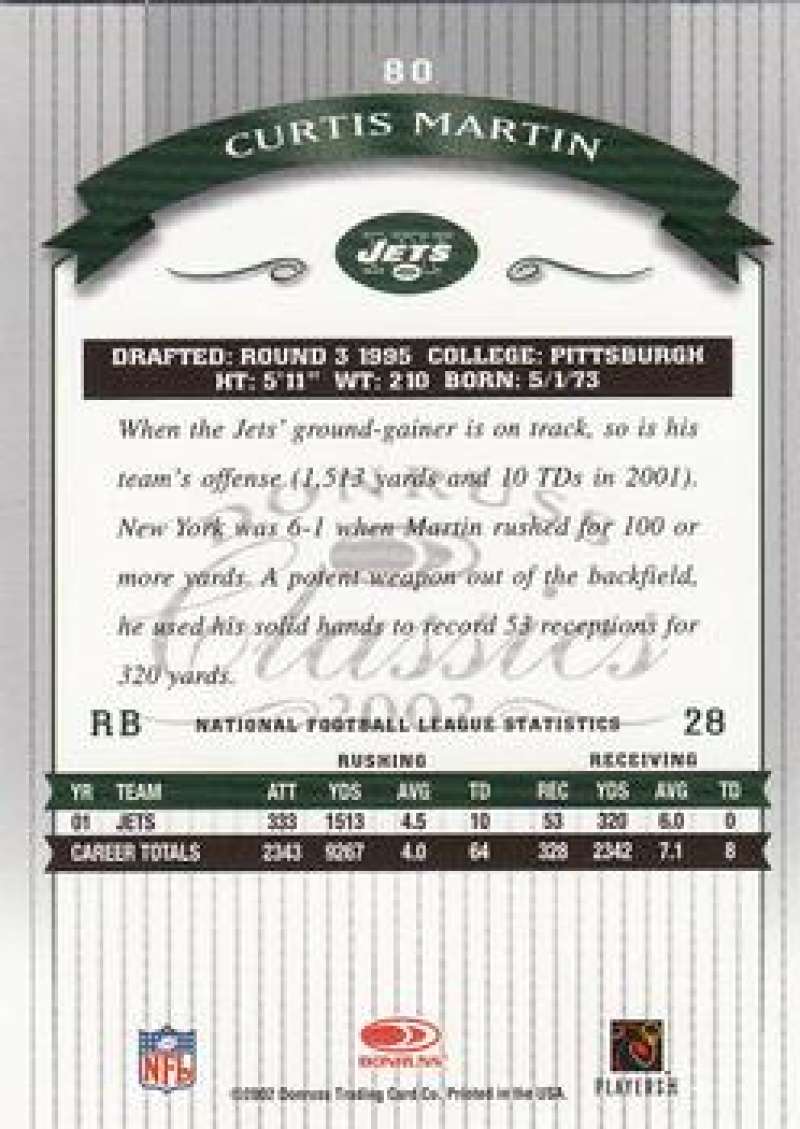 80
CURTIS MARTIN
JETS
DRAFTED: ROUND 3 1995 COLLEGE: PITTSBURGH
HT: 5'11" WT: 210 BORN: 5/1/73
When the Jets' ground-gainer is on track, so is his
team's offense (1,513 yards and 10 TDs in 2001).
New York was 6-1 when Martin rushed for 100 or
more yards. A potent weapon out of the backfield,
he used his solid hands to record 53 receptions for
320 yards.
DONRUSS
Classics
2002
RB NATIONAL FOOTBALL LEAGUE STATISTICS 28
RUSHING RECEIVING
YR TEAM ATT YDS AVG TD REC YDS AVG TD
01 JETS 333 1513 4.5 10 53 320 6.0 0
CAREER TOTALS 2343 9267 4.0 64 328 2342 7.1 8
NFL
DONRUSS
PLAYERS
©2002 Donruss Trading Card Co. Printed in the USA.